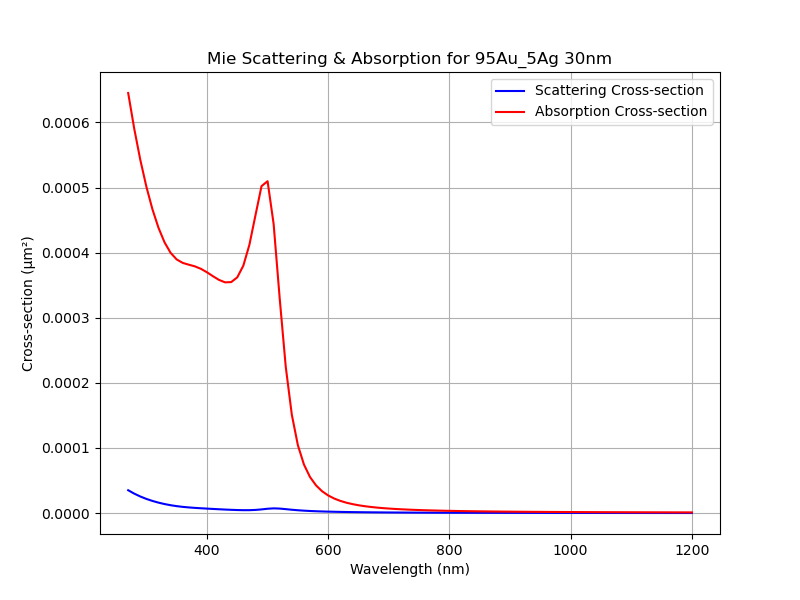 Mie Scattering & Absorption for 95Au_5Ag 30nm
Scattering Cross-section
Absorption Cross-section
Cross-section (μm²)
0.0006
0.0005
0.0004
0.0003
0.0002
0.0001
0.0000
400 600 800 1000 1200
Wavelength (nm)